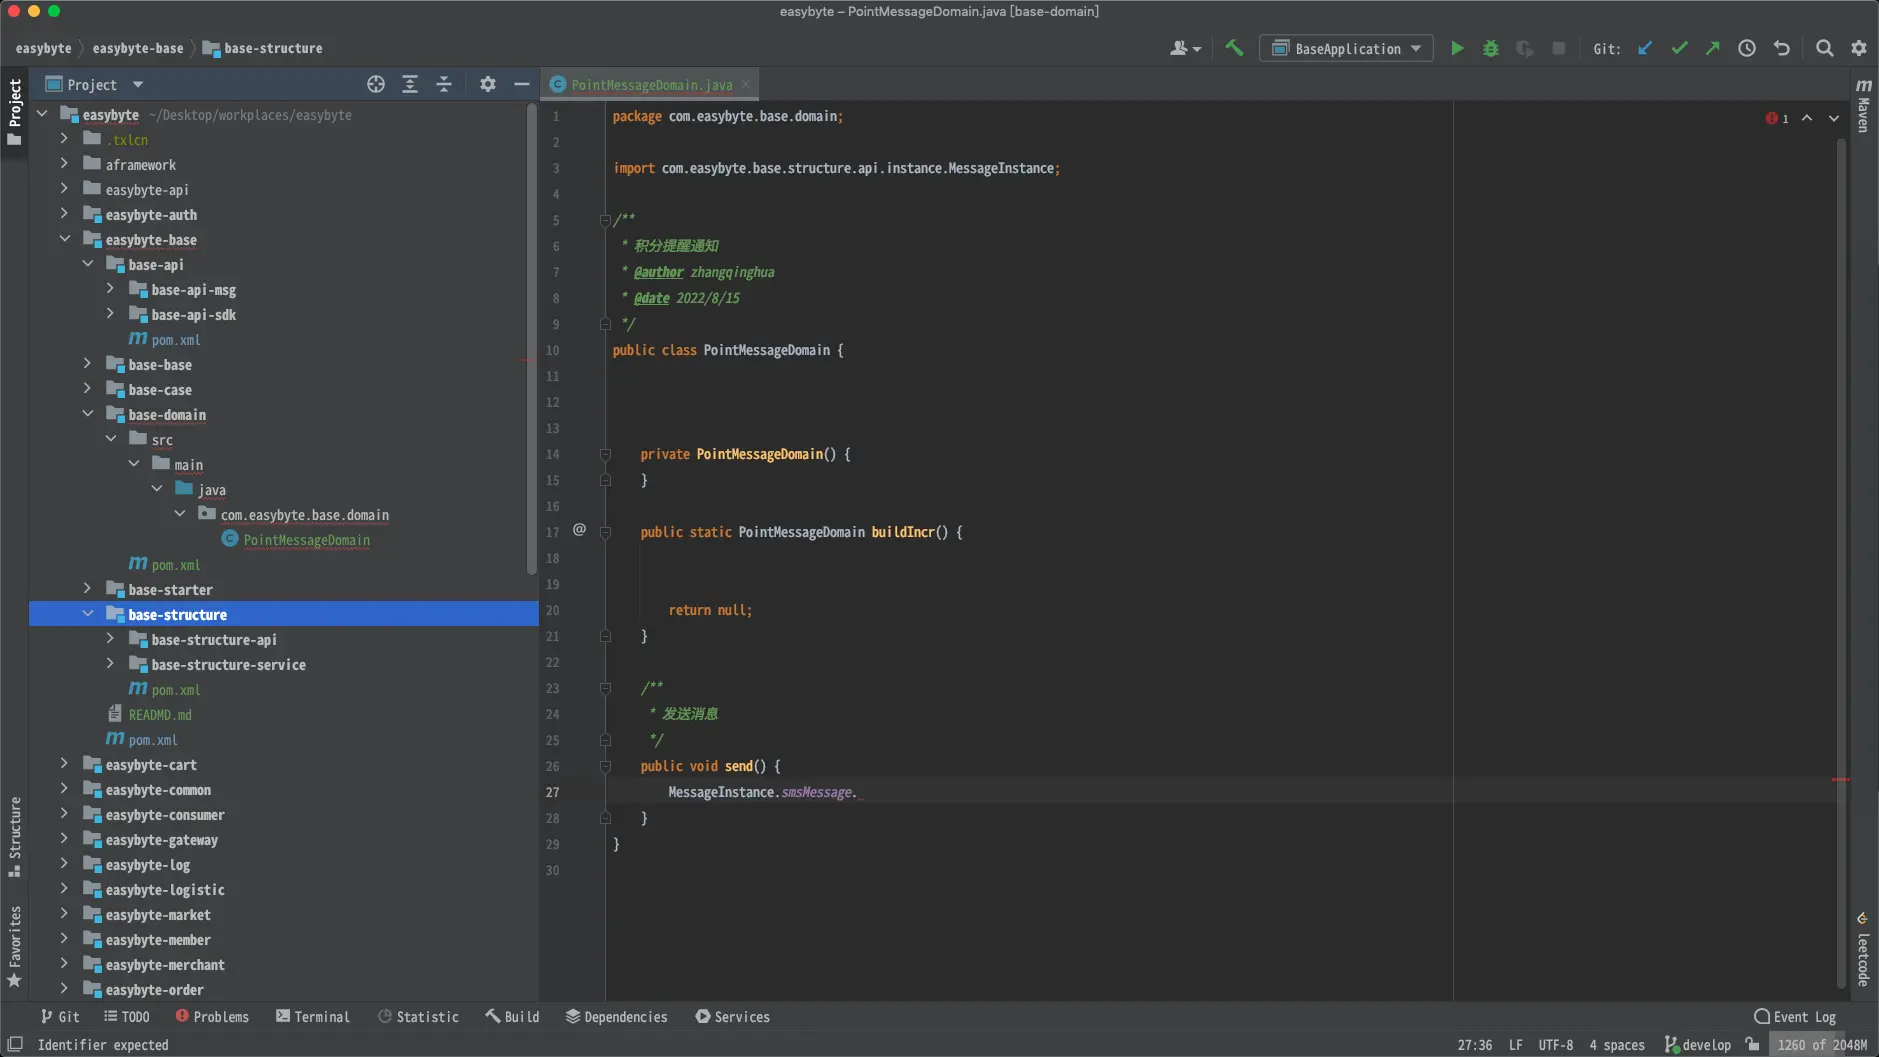 easybyte – PointMessageDomain.java [base-domain]
easybyte easybyte-base base-structure
BaseApplication
Git:
Project
PointMessageDomain.java
Project
Structure
Favorites
easybyte ~/Desktop/workplaces/easybyte
.txlcn
aframework
easybyte-api
easybyte-auth
easybyte-base
base-api
base-api-msg
base-api-sdk
pom.xml
base-base
base-case
base-domain
src
main
java
com.easybyte.base.domain
PointMessageDomain
pom.xml
base-starter
base-structure
base-structure-api
base-structure-service
pom.xml
READMD.md
pom.xml
easybyte-cart
easybyte-common
easybyte-consumer
easybyte-gateway
easybyte-log
easybyte-logistic
easybyte-market
easybyte-member
easybyte-merchant
easybyte-order
1 package com.easybyte.base.domain;
2
3 import com.easybyte.base.structure.api.instance.MessageInstance;
4
5 /**
6 * 积分提醒通知
7 * @author zhangqinghua
8 * @date 2022/8/15
9 */
10 public class PointMessageDomain {
11
12
13
14 private PointMessageDomain() {
15 }
16
17 @ public static PointMessageDomain buildIncr() {
18
19
20 return null;
21 }
22
23 /**
24 * 发送消息
25 */
26 public void send() {
27 MessageInstance.smsMessage.
28 }
29 }
30
1
Maven
leetcode
Git TODO Problems Terminal Statistic Build Dependencies Services Event Log
Identifier expected 27:36 LF UTF-8 4 spaces develop 1260 of 2048M